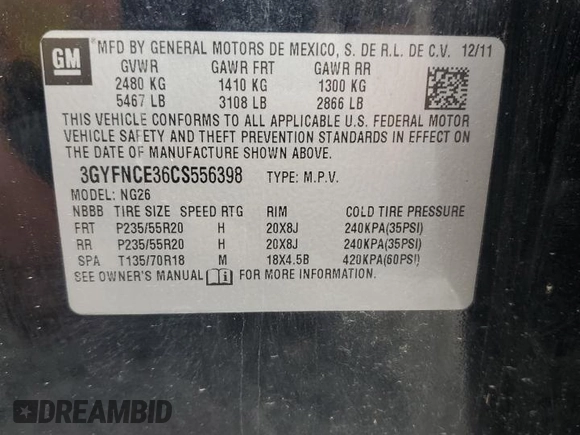 GM
MFD BY GENERAL MOTORS DE MEXICO, S. DE R.L. DE C.V. 12/11
GVWR GAWR FRT GAWR RR
2480 KG 1410 KG 1300 KG
5467 LB 3108 LB 2866 LB
THIS VEHICLE CONFORMS TO ALL APPLICABLE U.S. FEDERAL MOTOR
VEHICLE SAFETY AND THEFT PREVENTION STANDARDS IN EFFECT ON
THE DATE OF MANUFACTURE SHOWN ABOVE.
3GYFNCE36CS556398 TYPE: M.P.V.
MODEL: NG26
NBBB TIRE SIZE SPEED RTG RIM COLD TIRE PRESSURE
FRT P235/55R20 H 20X8J 240KPA(35PSI)
RR P235/55R20 H 20X8J 240KPA(35PSI)
SPA T135/70R18 M 18X4.5B 420KPA(60PSI)
SEE OWNER'S MANUAL FOR MORE INFORMATION
DREAMBID